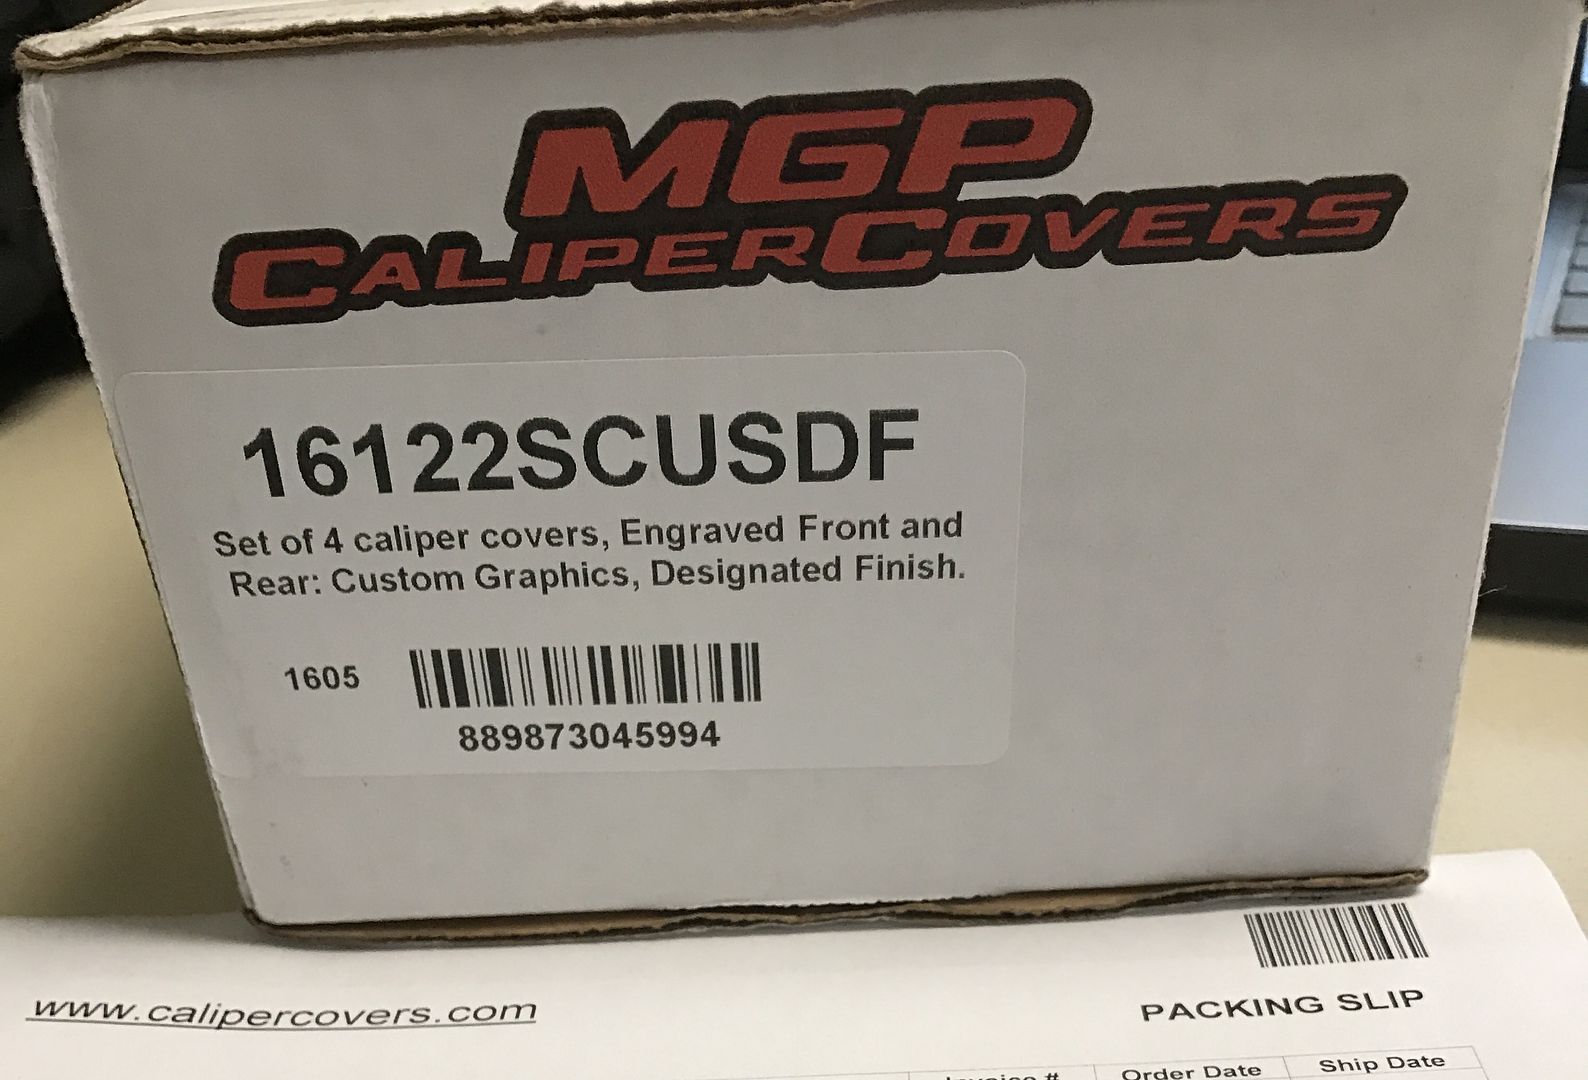 MGP
CALIPERCOVERS
16122SCUSDF
Set of 4 caliper covers, Engraved Front and
Rear: Custom Graphics, Designated Finish.
1605
889873045994
www.calipercovers.com
PACKING SLIP
# Order Date Ship Date